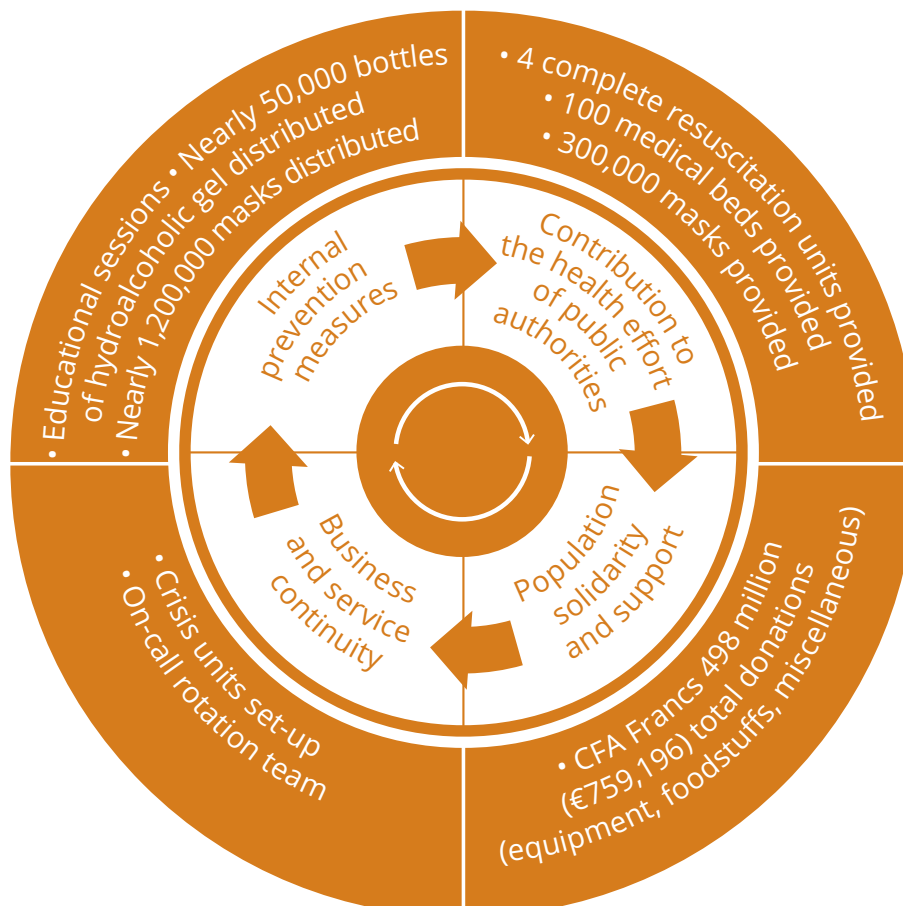 • Educational sessions • Nearly 50,000 bottles
of hydroalcoholic gel distributed
• Nearly 1,200,000 masks distributed
• 4 complete resuscitation units provided
• 100 medical beds provided
• 300,000 masks provided
Internal
prevention
measures
Contribution to
the health effort
of public
authorities
Population
solidarity
and support
Business
and service
continuity
• Crisis units set-up
• On-call rotation team
• CFA Francs 498 million
(€759,196) total donations
(equipment, foodstuffs, miscellaneous)